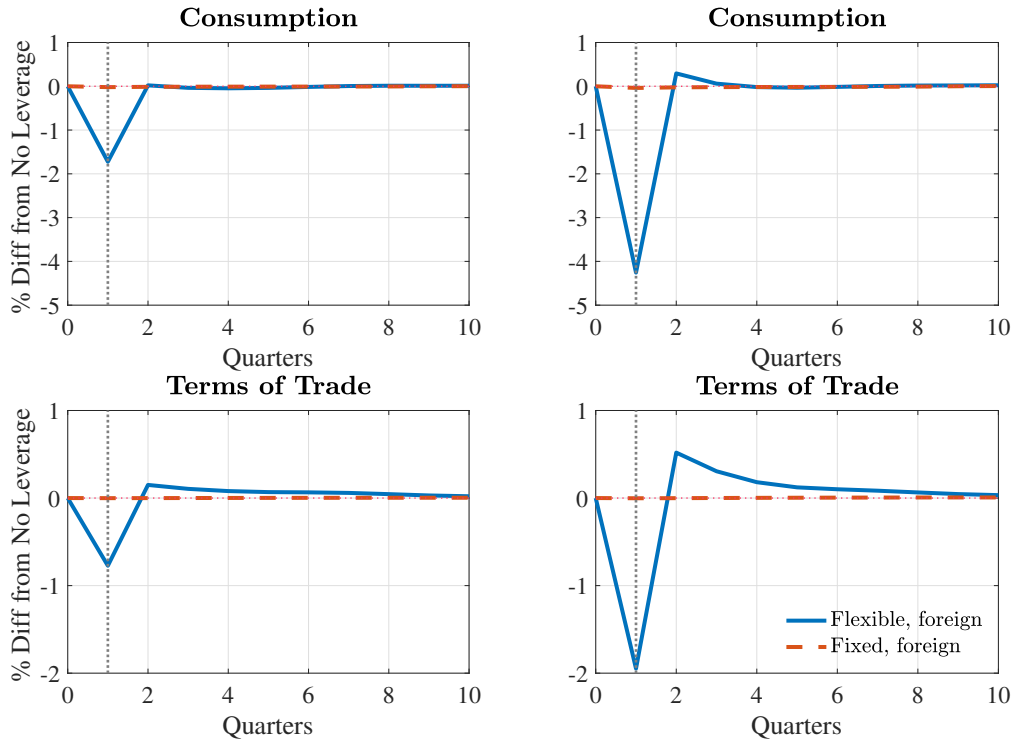 Consumption
% Diff from No Leverage
1
0
-1
-2
-3
-4
-5
0 2 4 6 8 10
Quarters
Consumption
1
0
-1
-2
-3
-4
-5
0 2 4 6 8 10
Quarters
Terms of Trade
% Diff from No Leverage
1
0
-1
-2
0 2 4 6 8 10
Quarters
Terms of Trade
1
0
-1
-2
Flexible, foreign
Fixed, foreign
0 2 4 6 8 10
Quarters